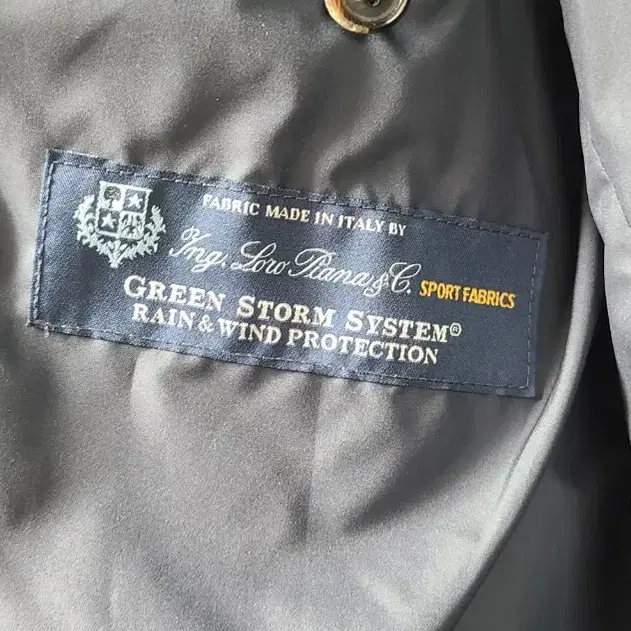 FABRIC MADE IN ITALY BY
Ing. Loro Piana & C. SPORT FABRICS
GREEN STORM SYSTEM®
RAIN & WIND PROTECTION